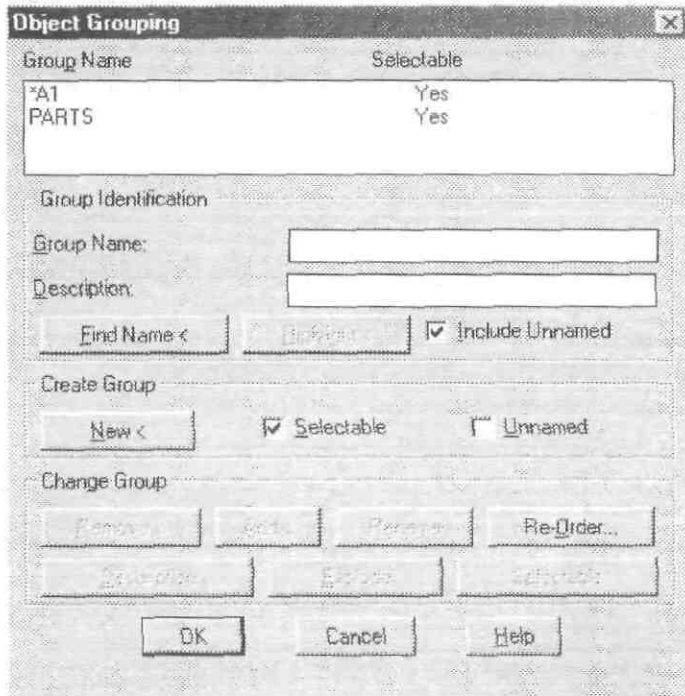 Object Grouping
Group Name Selectable
*A1 Yes
PARTS Yes
Group Identification
Group Name:
Description:
Find Name < Include Unnamed
Create Group
New < Selectable Unnamed
Change Group
Re-Order...
OK Cancel Help